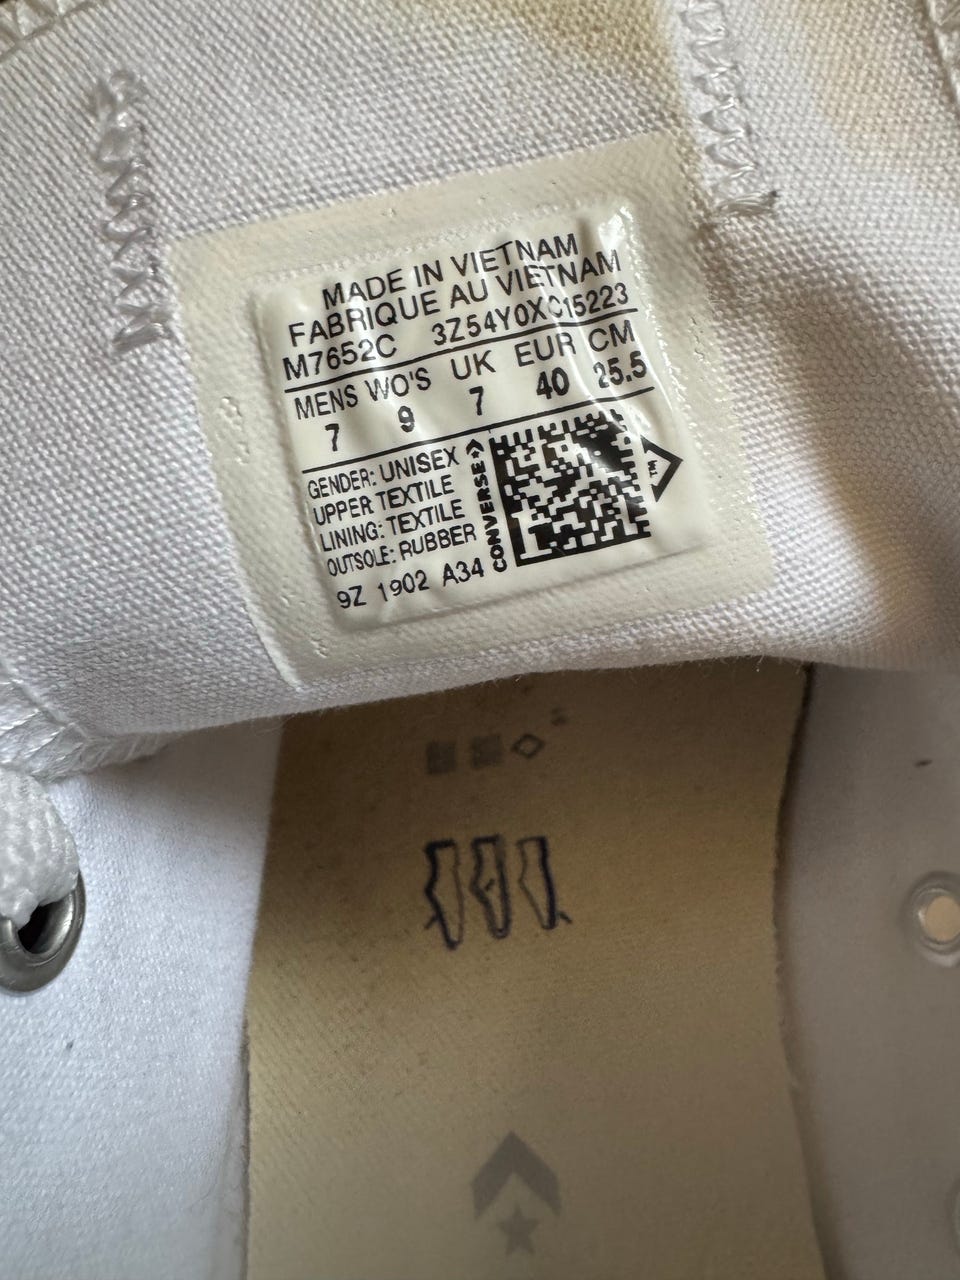 MADE IN VIETNAM
FABRIQUE AU VIETNAM
M7652C 3Z54Y0XC15223
MENS WO'S UK EUR CM
7 9 7 40 25.5
GENDER: UNISEX
UPPER TEXTILE
LINING: TEXTILE
OUTSOLE: RUBBER
9Z 1902 A34
CONVERSE
TM